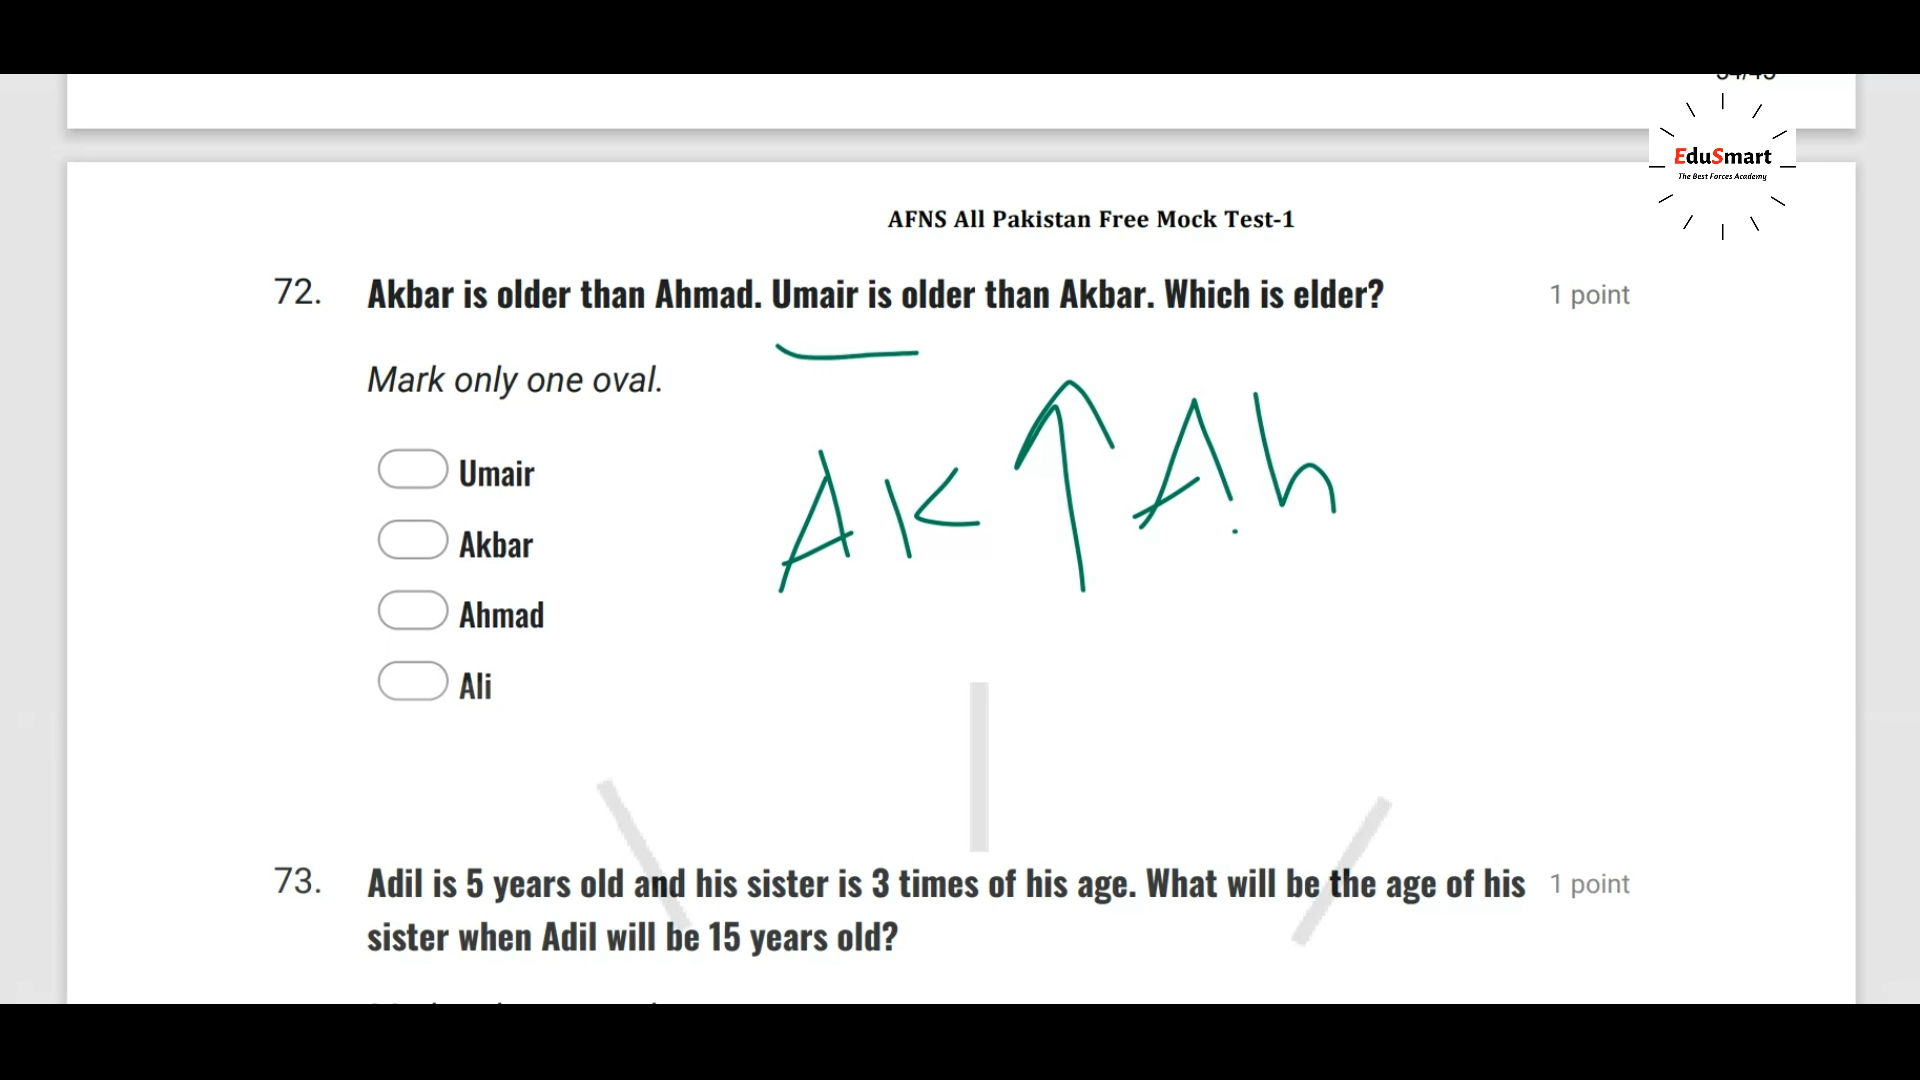 EduSmart
The Best Forces Academy
AFNS All Pakistan Free Mock Test-1
72. Akbar is older than Ahmad. Umair is older than Akbar. Which is elder? 1 point
Mark only one oval.
AK ↑ Ah
Umair
Akbar
Ahmad
Ali
73. Adil is 5 years old and his sister is 3 times of his age. What will be the age of his 1 point
sister when Adil will be 15 years old?